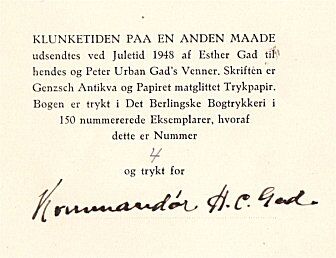 KLUNKETIDEN PAA EN ANDEN MAADE
udsendtes ved Juletid 1948 af Esther Gad til
hendes og Peter Urban Gad's Venner. Skriften er
Genzsch Antikva og Papiret matglittet Trykpapir.
Bogen er trykt i Det Berlingske Bogtrykkeri i
150 nummererede Eksemplarer, hvoraf
dette er Nummer
4
og trykt for
Kommandør H. C. Gad.